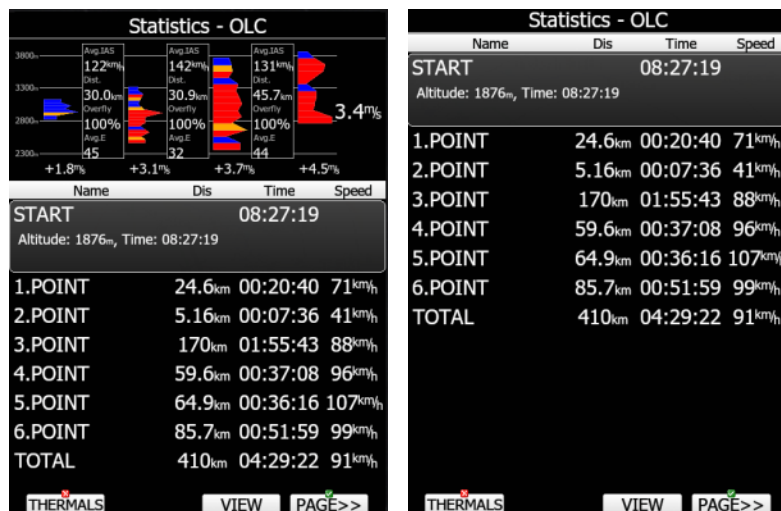 Statistics - OLC
3800m
3300m
2800m
2300m
Avg.IAS
122km/h
Dist.
30.0km
Overfly
100%
Avg.E
45
Avg.IAS
142km/h
Dist.
30.9km
Overfly
100%
Avg.E
32
Avg.IAS
131km/h
Dist.
45.7km
Overfly
100%
Avg.E
44
3.4m/s
+1.8m/s +3.1m/s +3.7m/s +4.5m/s
Name Dis Time Speed
START 08:27:19
Altitude: 1876m, Time: 08:27:19
1.POINT 24.6km 00:20:40 71km/h
2.POINT 5.16km 00:07:36 41km/h
3.POINT 170km 01:55:43 88km/h
4.POINT 59.6km 00:37:08 96km/h
5.POINT 64.9km 00:36:16 107km/h
6.POINT 85.7km 00:51:59 99km/h
TOTAL 410km 04:29:22 91km/h
THERMALS VIEW PAGE>>
Statistics - OLC
Name Dis Time Speed
START 08:27:19
Altitude: 1876m, Time: 08:27:19
1.POINT 24.6km 00:20:40 71km/h
2.POINT 5.16km 00:07:36 41km/h
3.POINT 170km 01:55:43 88km/h
4.POINT 59.6km 00:37:08 96km/h
5.POINT 64.9km 00:36:16 107km/h
6.POINT 85.7km 00:51:59 99km/h
TOTAL 410km 04:29:22 91km/h
THERMALS VIEW PAGE>>